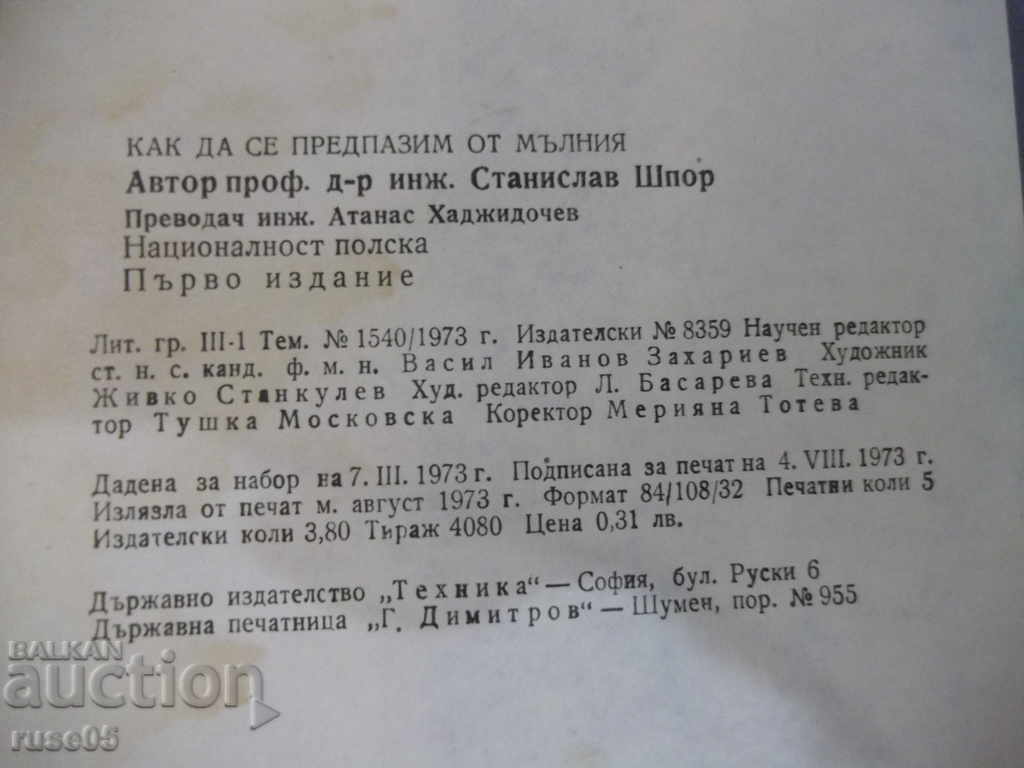 КАК ДА СЕ ПРЕДПАЗИМ ОТ МЪЛНИЯ
Автор проф. д-р инж. Станислав Шпор
Преводач инж. Атанас Хаджидочев
Националност полска
Първо издание
Лит. гр. III-1 Тем. № 1540/1973 г. Издателски № 8359 Научен редактор
ст. н. с. канд. ф. м. н. Васил Иванов Захариев Художник
Живко Станкулев Худ. редактор Л. Басарева Техн. редак-
тор Тушка Московска Коректор Мерияна Тотева
Дадена за набор на 7. III. 1973 г. Подписана за печат на 4. VIII. 1973 г.
Излязла от печат м. август 1973 г. Формат 84/108/32 Печатни коли 5
Издателски коли 3,80 Тираж 4080 Цена 0,31 лв.
Държавно издателство „Техника“ — София, бул. Руски 6
Държавна печатница „Г. Димитров“ — Шумен, пор. № 955
BALKAN
auction
ruse05